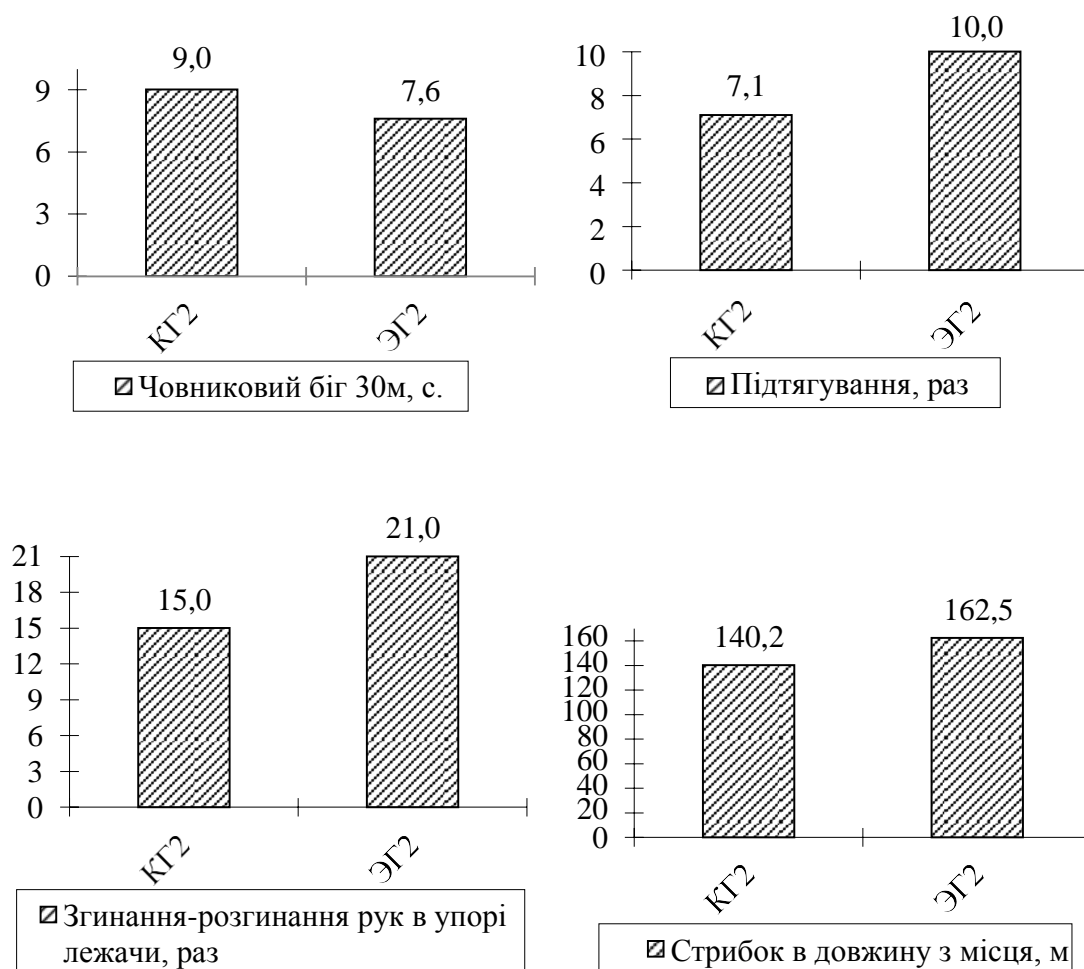 9,0
7,6
9
6
3
0
КГ2
ЭГ2
Човниковий біг 30м, с.
10,0
7,1
10
8
6
4
2
0
КГ2
ЭГ2
Підтягування, раз
21,0
15,0
21
18
15
12
9
6
3
0
КГ2
ЭГ2
Згинання-розгинання рук в упорі
лежачи, раз
162,5
140,2
160
140
120
100
80
60
40
20
0
КГ2
ЭГ2
Стрибок в довжину з місця, м